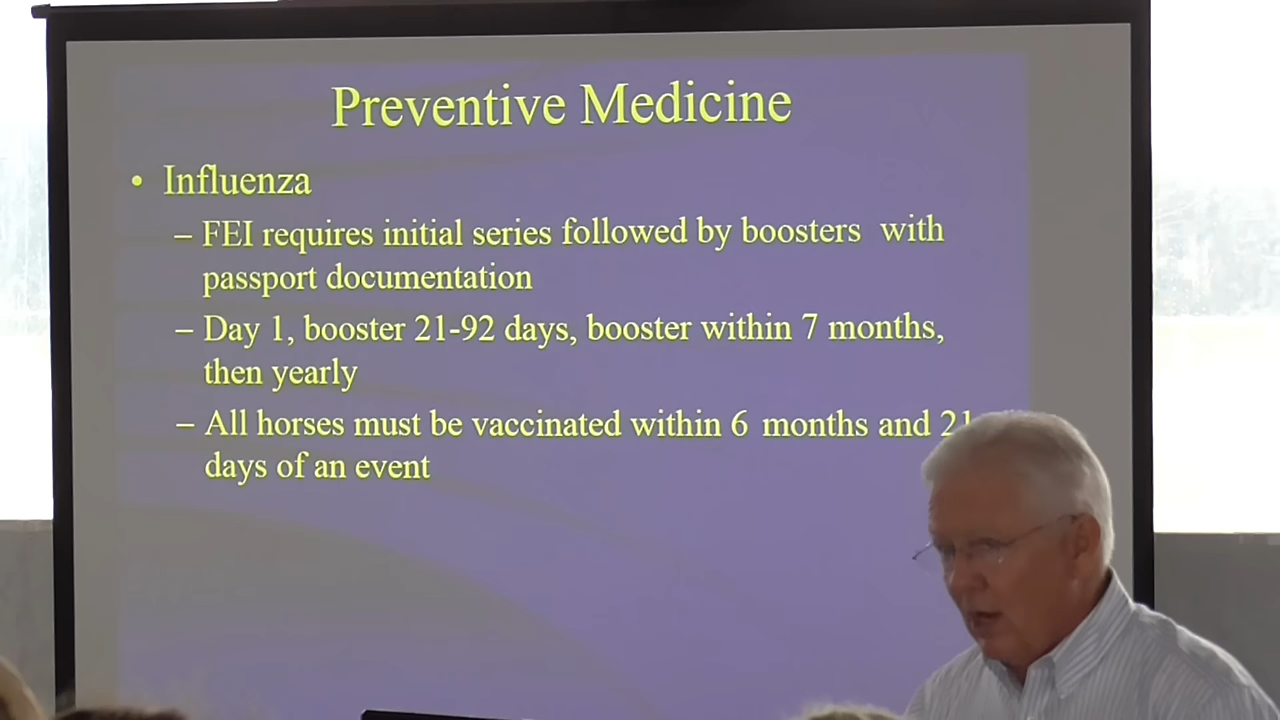 Preventive Medicine
• Influenza
– FEI requires initial series followed by boosters with
passport documentation
– Day 1, booster 21-92 days, booster within 7 months,
then yearly
– All horses must be vaccinated within 6 months and 21
days of an event